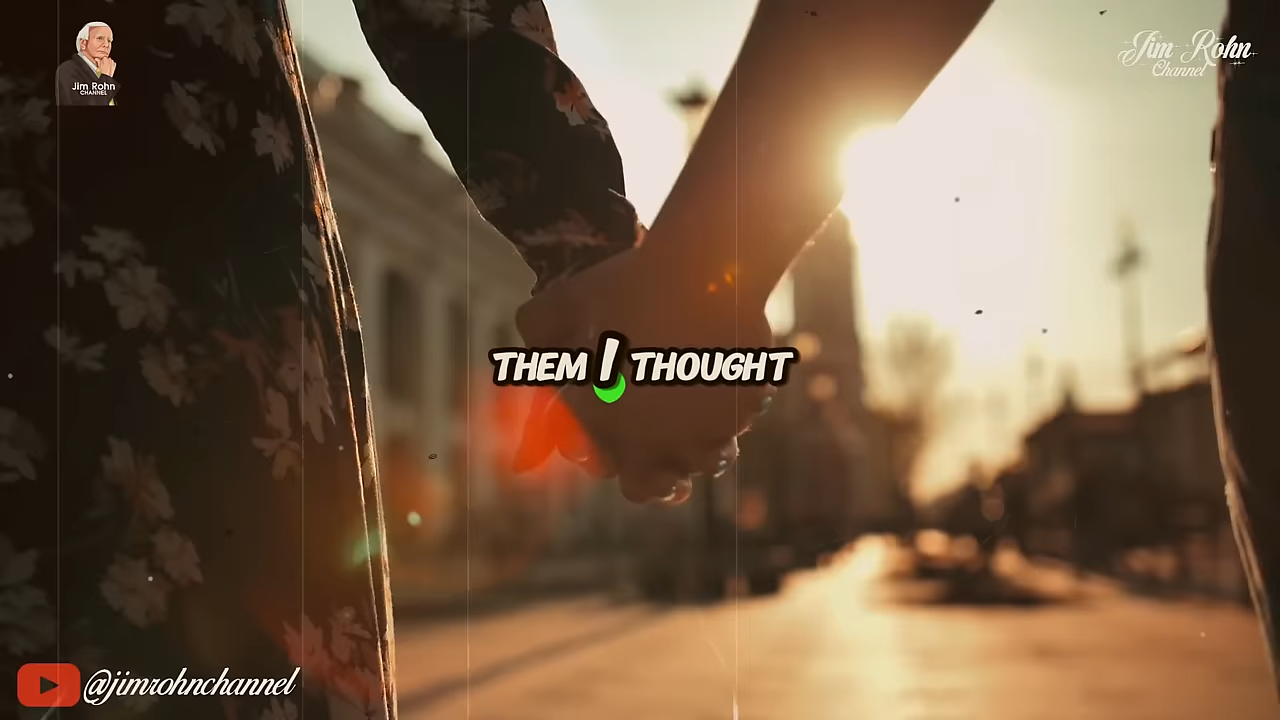 Jim Rohn
CHANNEL
Jim Rohn
Channel
THEM I THOUGHT
@jimrohnchannel